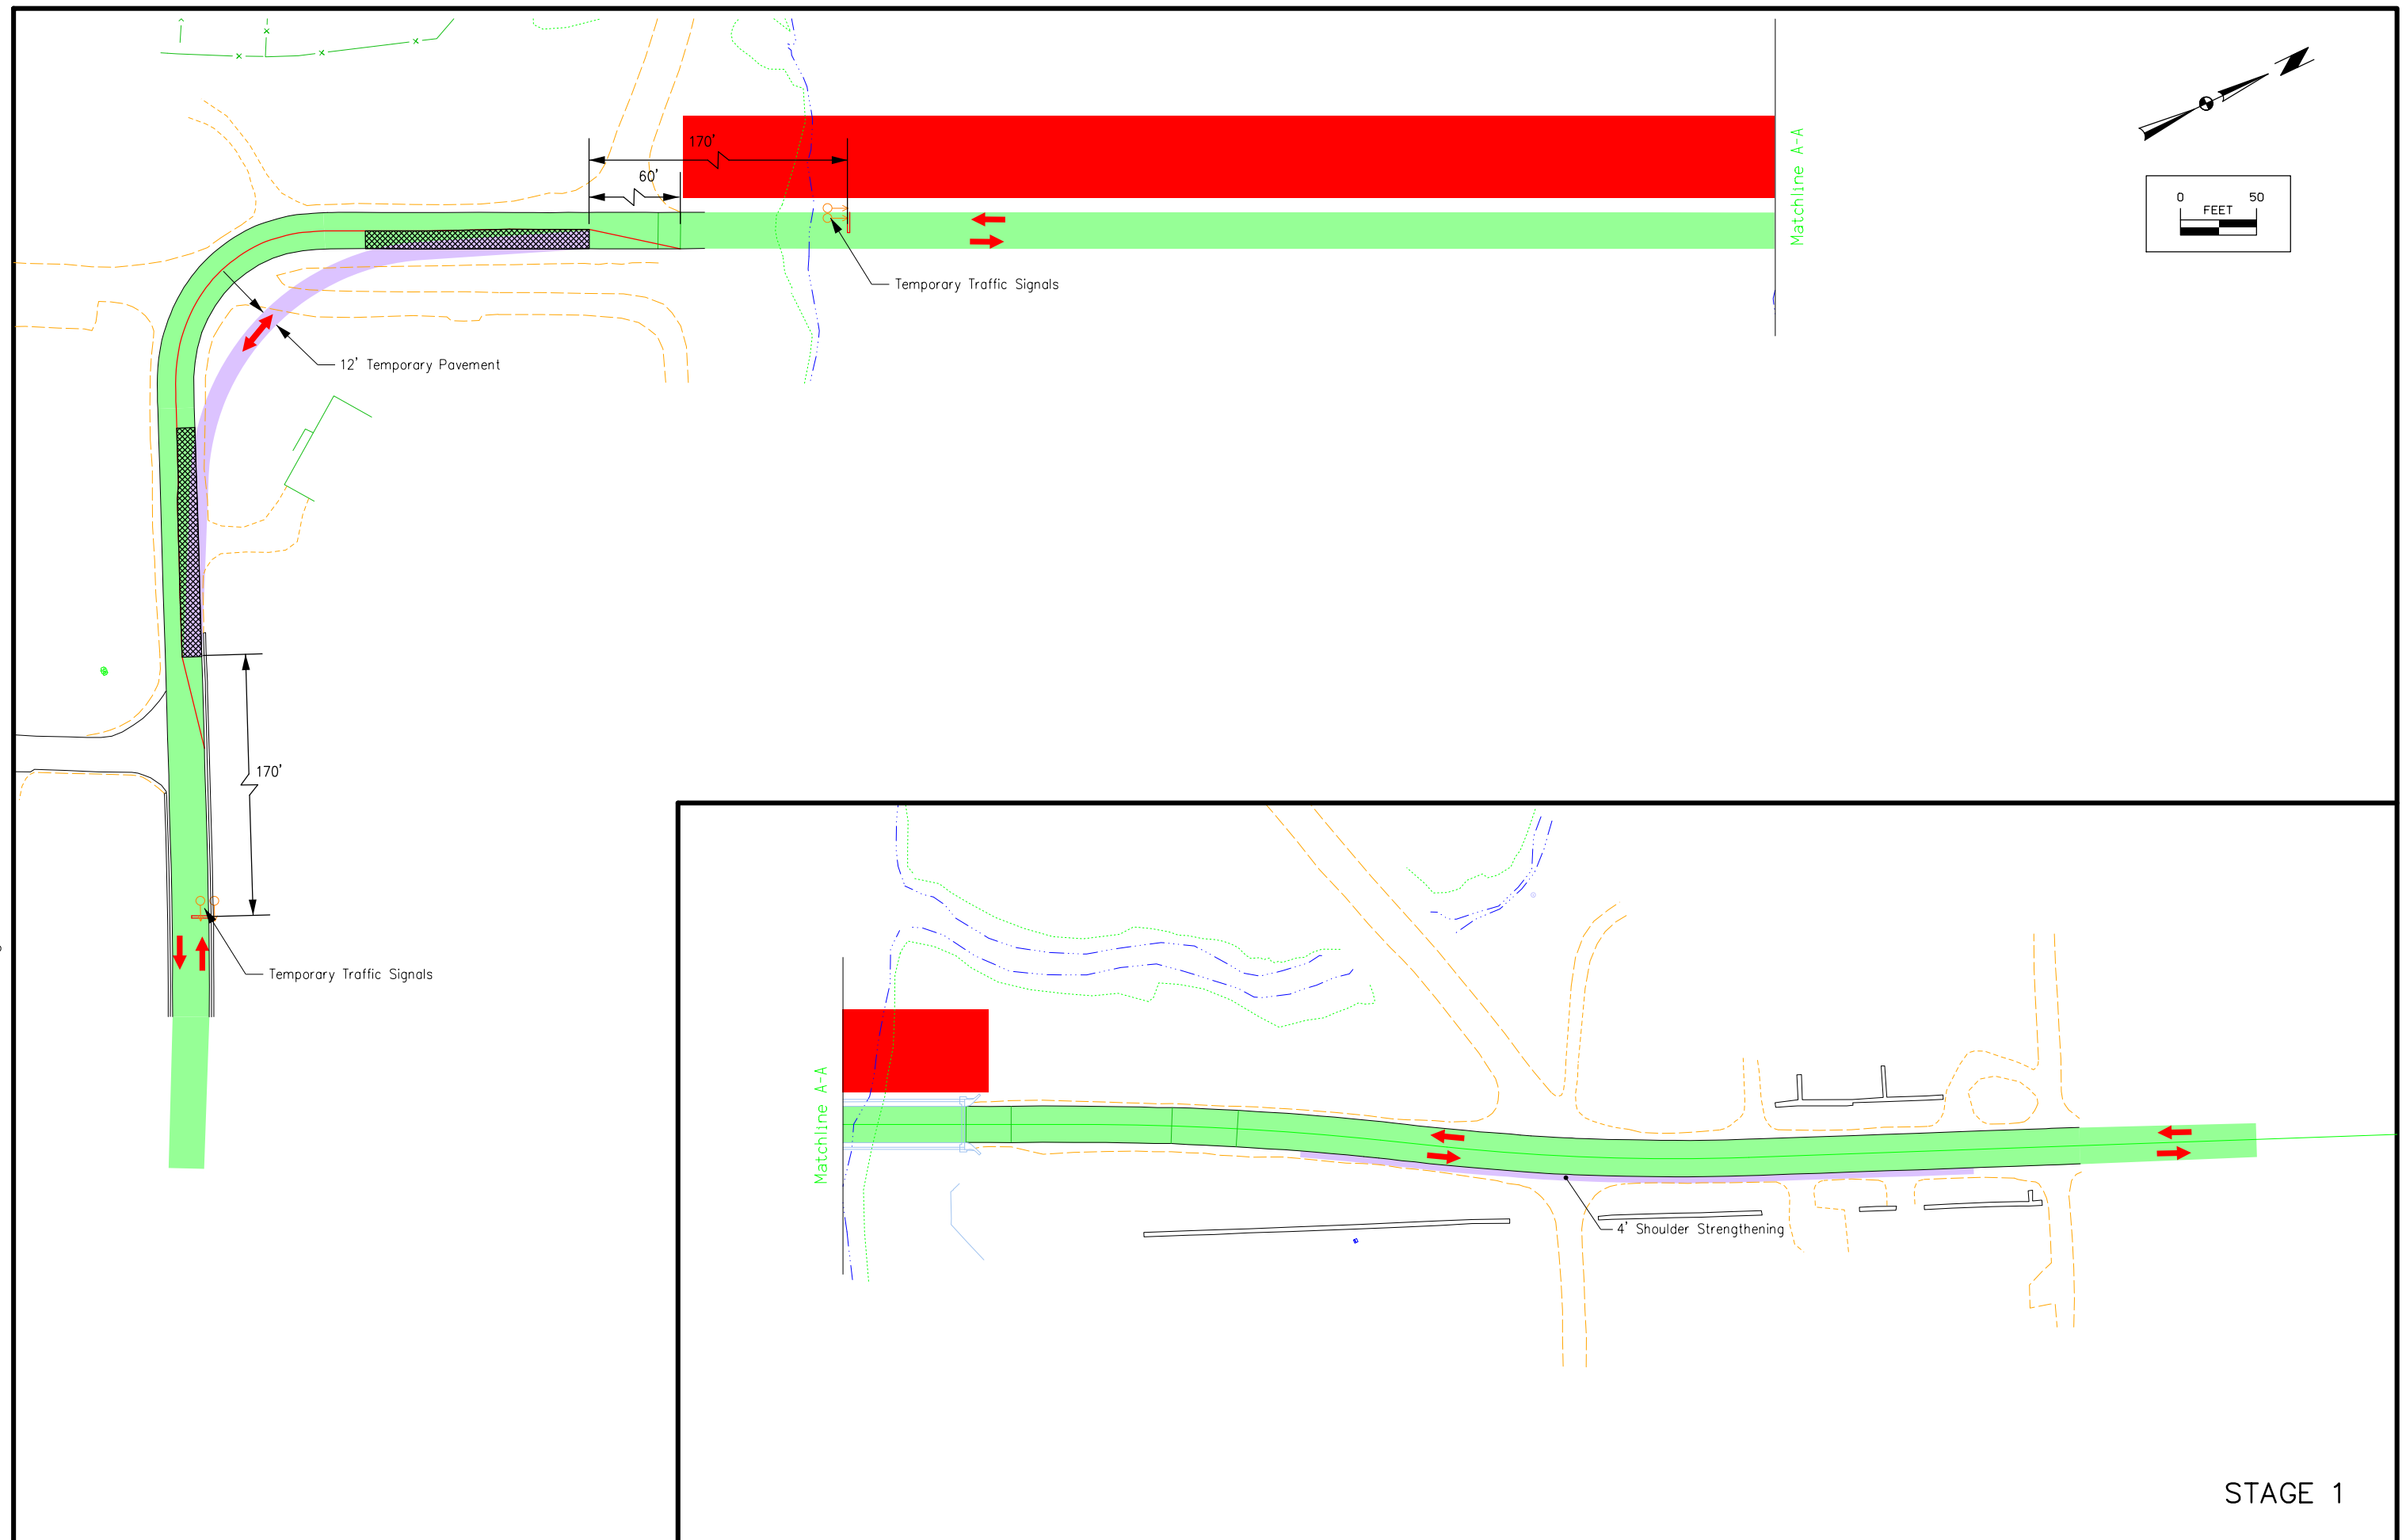 170'
60'
Matchline A-A
0 50
FEET
Temporary Traffic Signals
12' Temporary Pavement
170'
Temporary Traffic Signals
Matchline A-A
4' Shoulder Strengthening
STAGE 1